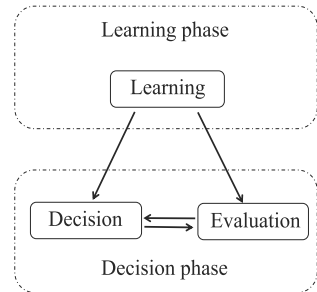 Learning phase
Learning
Decision
Evaluation
Decision phase